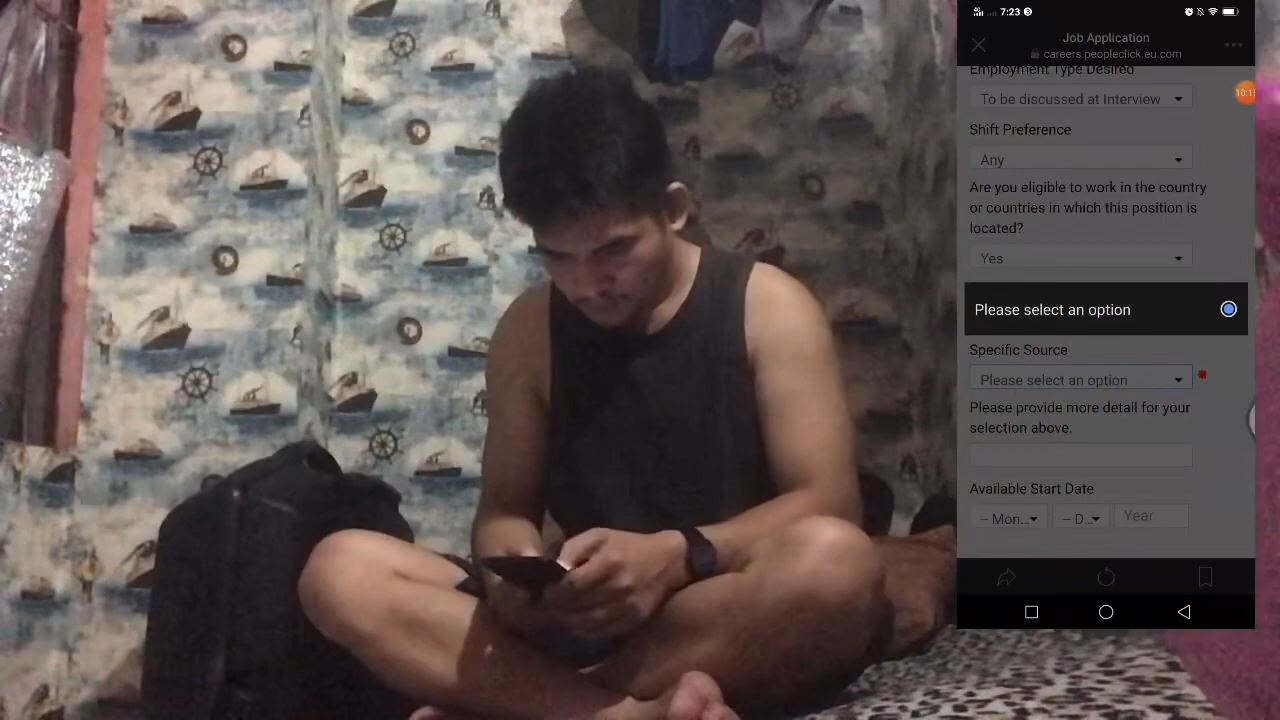 7:23
Job Application
careers.peopleclick.eu.com
Employment Type Desired
To be discussed at Interview
10:15
Shift Preference
Any
Are you eligible to work in the country
or countries in which this position is
located?
Yes
Please select an option
Specific Source
Please select an option
*
Please provide more detail for your
selection above.
Available Start Date
-- Mon... -- D... Year